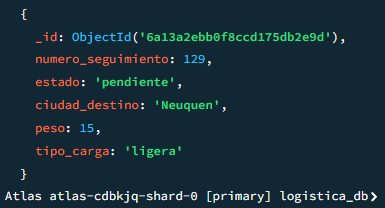 {
_id: ObjectId('6a13a2ebb0f8ccd175db2e9d'),
numero_seguimiento: 129,
estado: 'pendiente',
ciudad_destino: 'Neuquen',
peso: 15,
tipo_carga: 'ligera'
}
Atlas atlas-cdbkjq-shard-0 [primary] logistica_db>